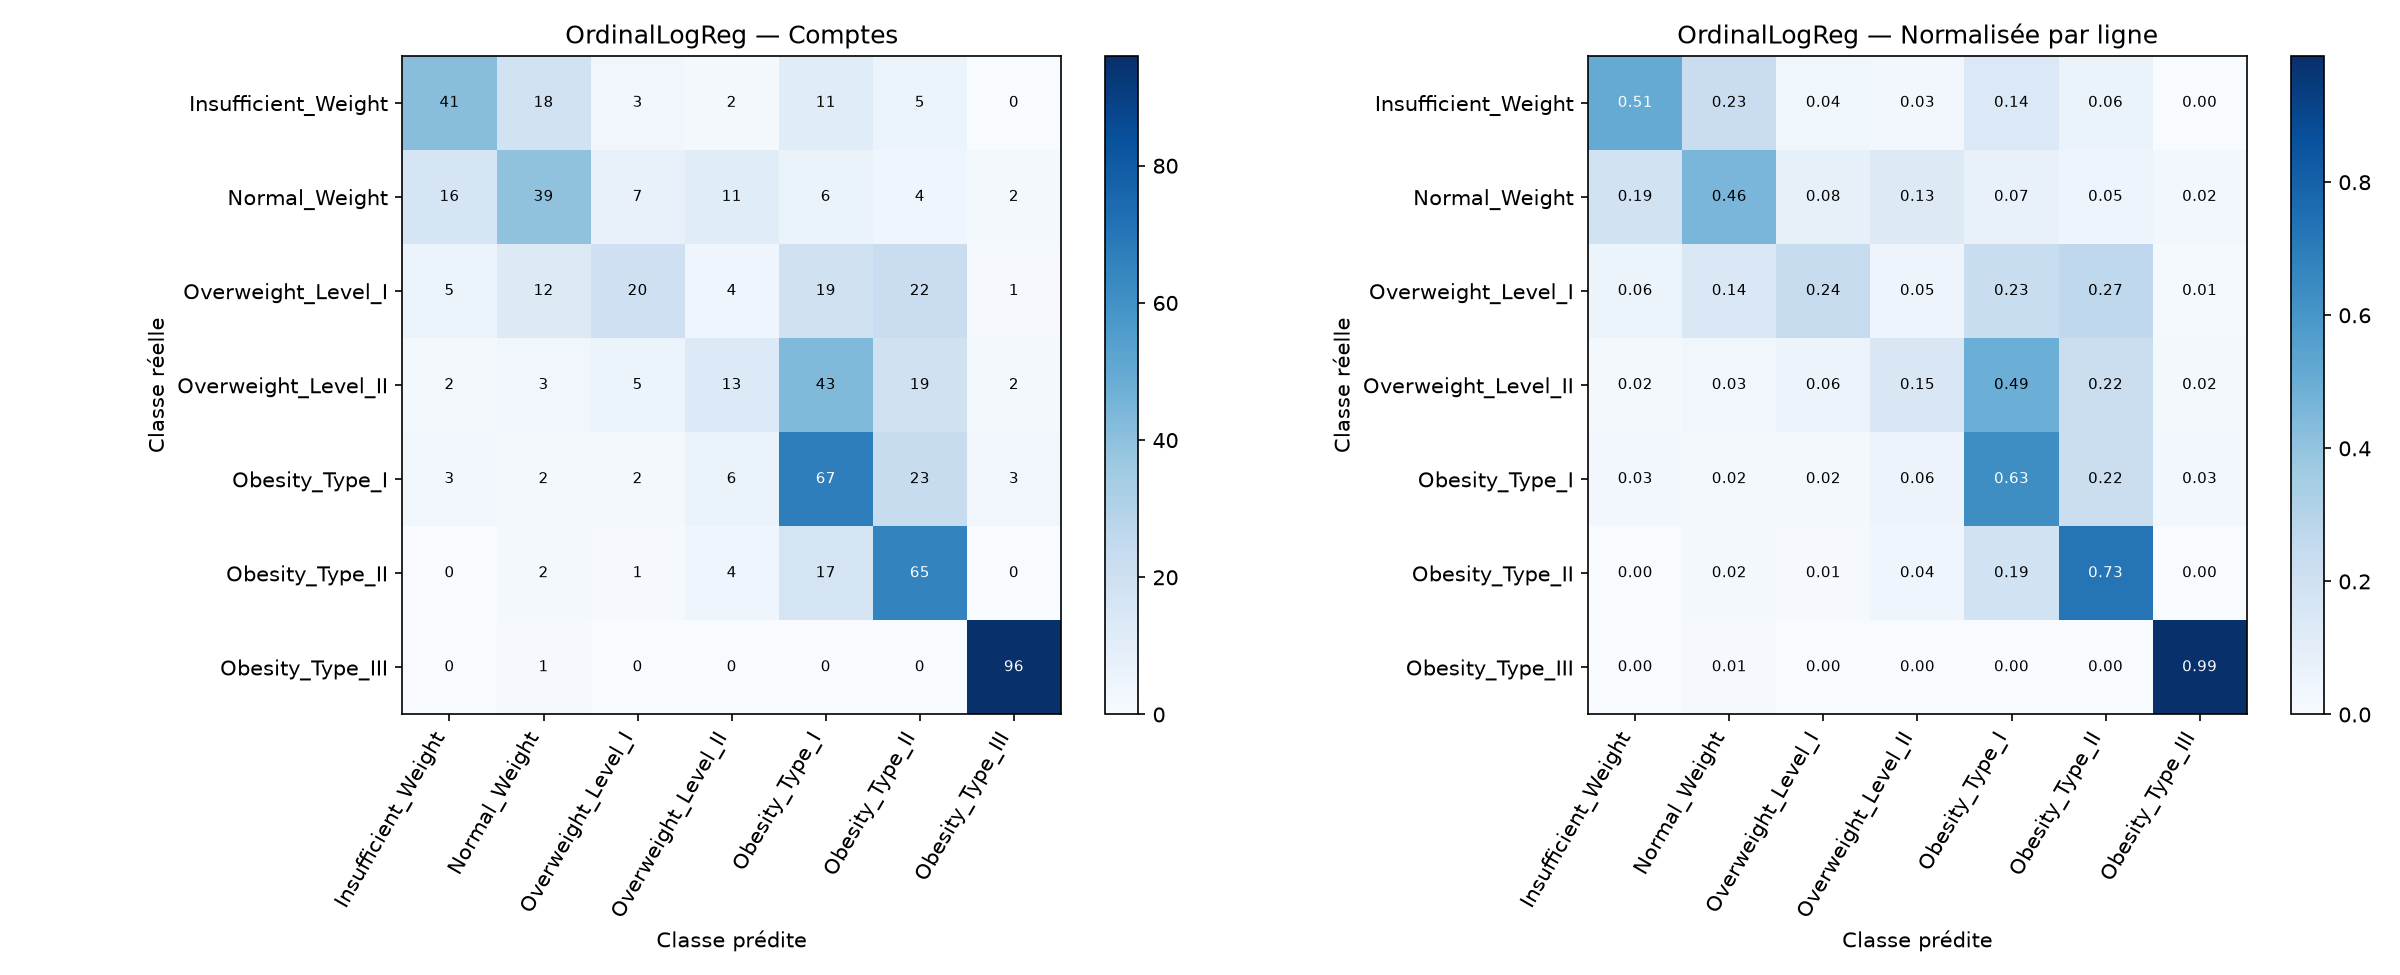 OrdinalLogReg — Comptes
Classe réelle
Insufficient_Weight 41 18 3 2 11 5 0
Normal_Weight 16 39 7 11 6 4 2
Overweight_Level_I 5 12 20 4 19 22 1
Overweight_Level_II 2 3 5 13 43 19 2
Obesity_Type_I 3 2 2 6 67 23 3
Obesity_Type_II 0 2 1 4 17 65 0
Obesity_Type_III 0 1 0 0 0 0 96
Insufficient_Weight
Normal_Weight
Overweight_Level_I
Overweight_Level_II
Obesity_Type_I
Obesity_Type_II
Obesity_Type_III
Classe prédite
80
60
40
20
0
OrdinalLogReg — Normalisée par ligne
Classe réelle
Insufficient_Weight 0.51 0.23 0.04 0.03 0.14 0.06 0.00
Normal_Weight 0.19 0.46 0.08 0.13 0.07 0.05 0.02
Overweight_Level_I 0.06 0.14 0.24 0.05 0.23 0.27 0.01
Overweight_Level_II 0.02 0.03 0.06 0.15 0.49 0.22 0.02
Obesity_Type_I 0.03 0.02 0.02 0.06 0.63 0.22 0.03
Obesity_Type_II 0.00 0.02 0.01 0.04 0.19 0.73 0.00
Obesity_Type_III 0.00 0.01 0.00 0.00 0.00 0.00 0.99
Insufficient_Weight
Normal_Weight
Overweight_Level_I
Overweight_Level_II
Obesity_Type_I
Obesity_Type_II
Obesity_Type_III
Classe prédite
0.8
0.6
0.4
0.2
0.0